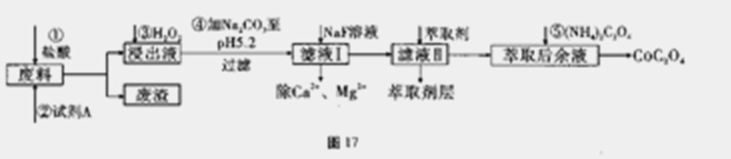 ① ③H₂O₂ ④加Na₂CO₃至 NaF溶液 萃取剂 ⑤(NH₄)₂C₂O₄
盐酸 pH5.2
废料 浸出液 过滤 滤液Ⅰ 滤液Ⅱ 萃取后余液 CoC₂O₄
②试剂A 废渣 除Ca²⁺、Mg²⁺ 萃取剂层
图17